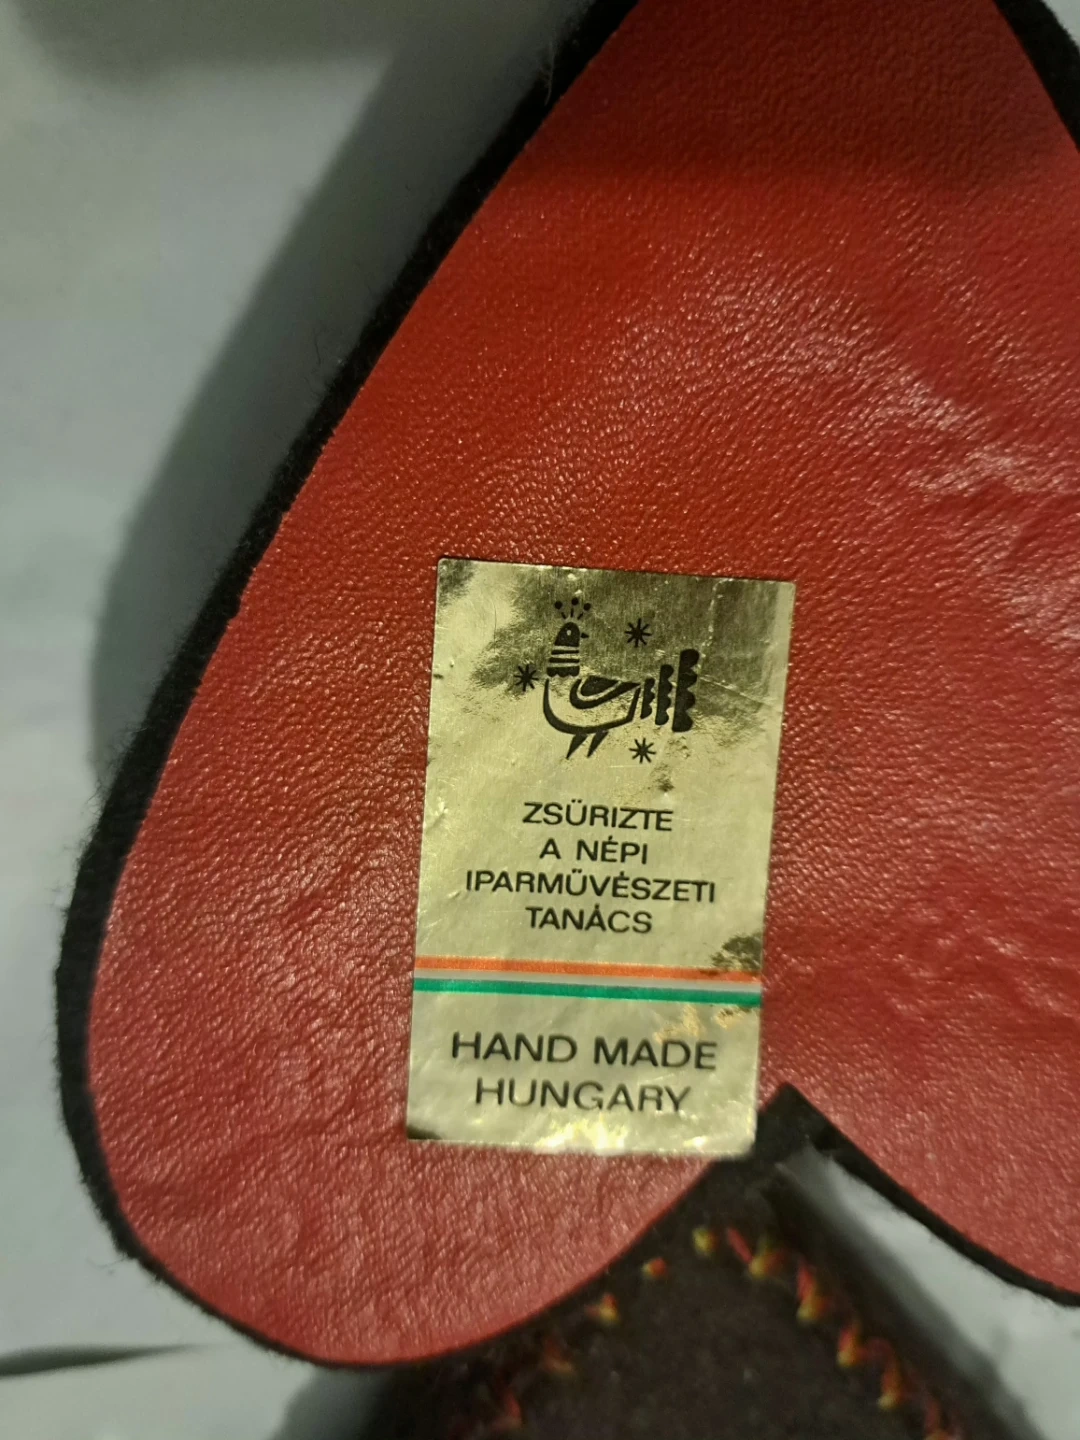 ZSÜRIZTE
A NÉPI
IPARMŰVÉSZETI
TANÁCS
HAND MADE
HUNGARY